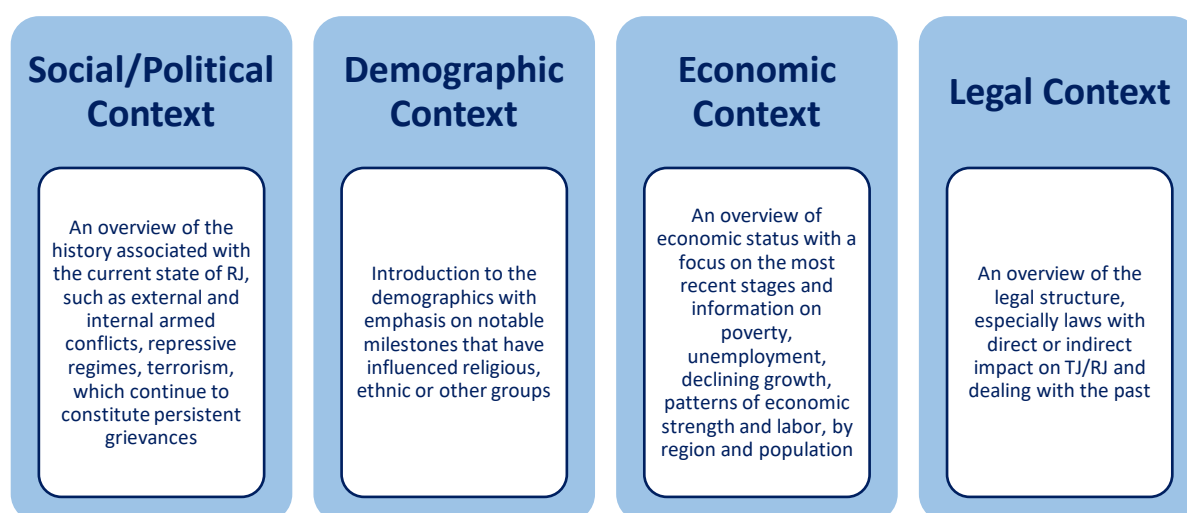 Social/Political
Context
An overview of the
history associated with
the current state of RJ,
such as external and
internal armed
conflicts, repressive
regimes, terrorism,
which continue to
constitute persistent
grievances
Demographic
Context
Introduction to the
demographics with
emphasis on notable
milestones that have
influenced religious,
ethnic or other groups
Economic
Context
An overview of
economic status with a
focus on the most
recent stages and
information on
poverty,
unemployment,
declining growth,
patterns of economic
strength and labor, by
region and population
Legal Context
An overview of the
legal structure,
especially laws with
direct or indirect
impact on TJ/RJ and
dealing with the past